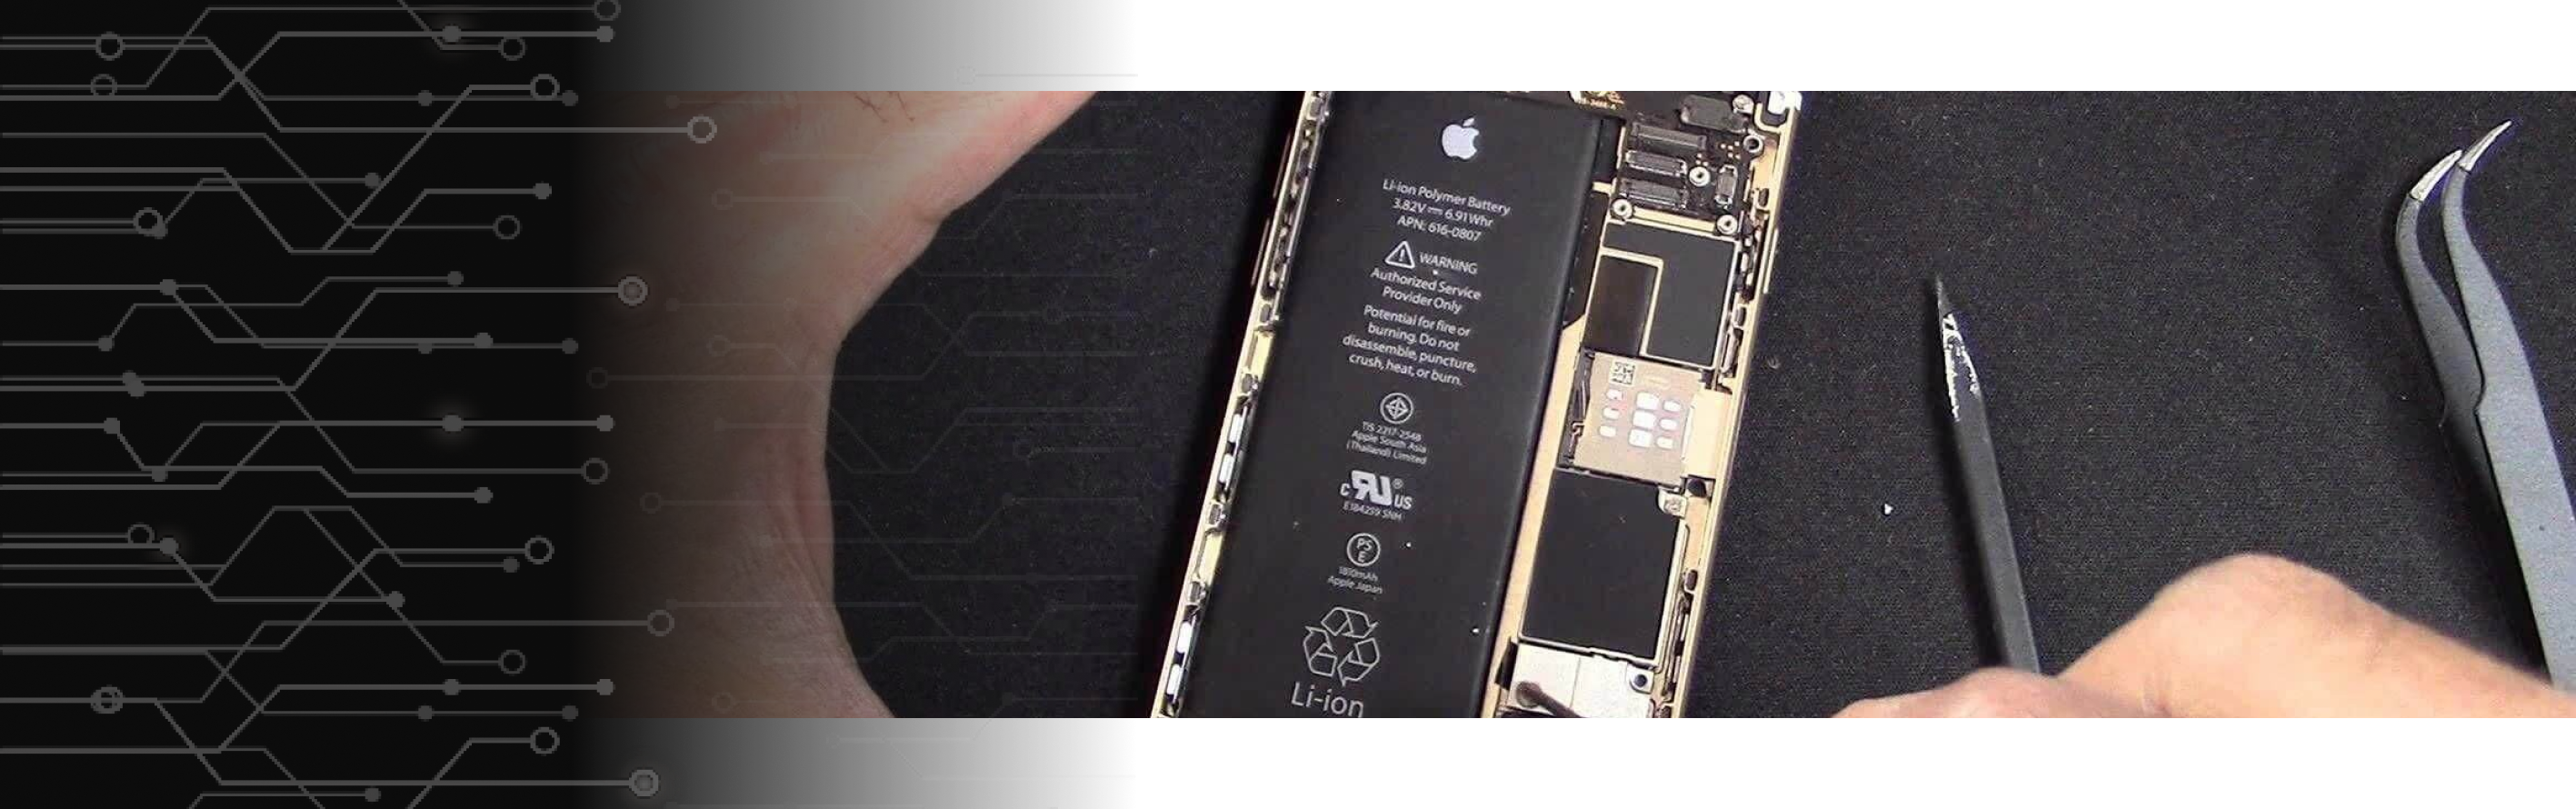 Li-ion Polymer Battery
3.82V 6.91Whr
APN: 616-0807
WARNING
Authorized Service
Provider Only
Potential for fire or
burning. Do not
disassemble, puncture,
crush, heat, or burn.
TIS 2217-2548
Apple South Asia
(Thailand) Limited
c RU® US
E184259 SNH
PS
E
1810mAh
Apple Japan
Li-ion